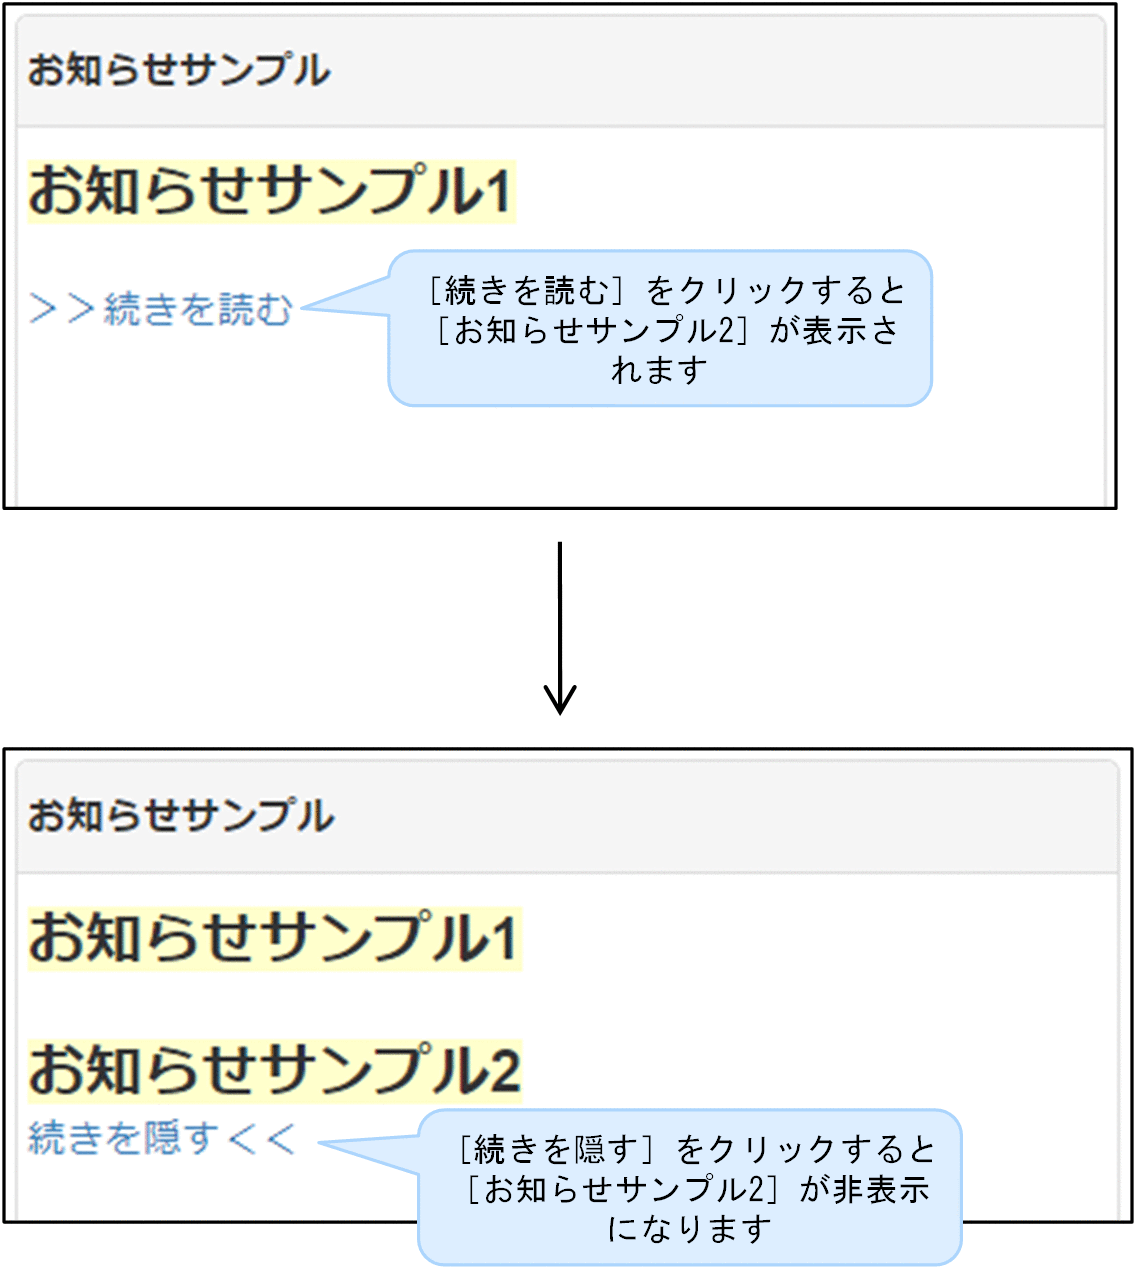 お知らせサンプル
お知らせサンプル1
＞＞続きを読む
［続きを読む］をクリックすると
［お知らせサンプル2］が表示さ
れます
お知らせサンプル
お知らせサンプル1
お知らせサンプル2
続きを隠す＜＜
［続きを隠す］をクリックすると
［お知らせサンプル2］が非表示
になります